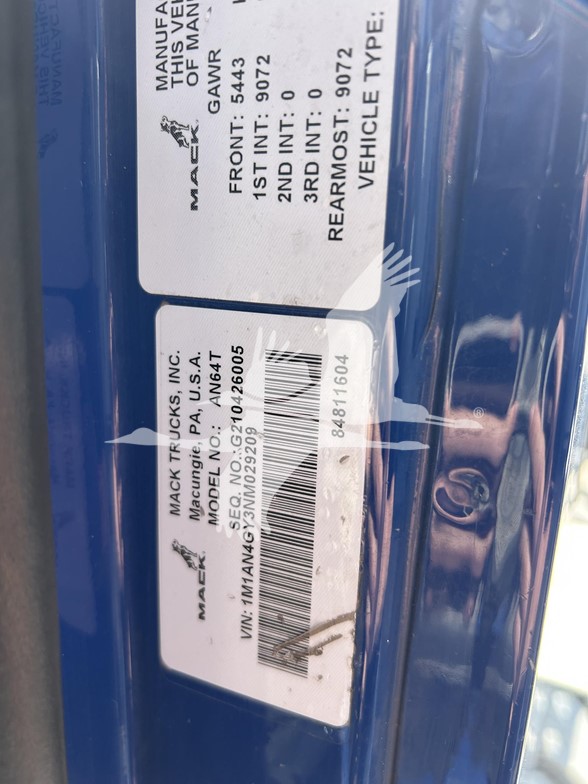 MANUFA
THIS VEH
OF MANU
GAWR
FRONT: 5443
1ST INT: 9072
2ND INT: 0
3RD INT: 0
REARMOST: 9072
VEHICLE TYPE:
MACK
MACK TRUCKS, INC.
Macungie, PA, U.S.A.
MODEL NO.: AN64T
SEQ. NO.:G210426005
VIN: 1M1AN4GY3NM029209
84811604
MACK